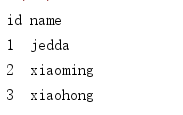 id name
1  jedda
2  xiaoming
3  xiaohong